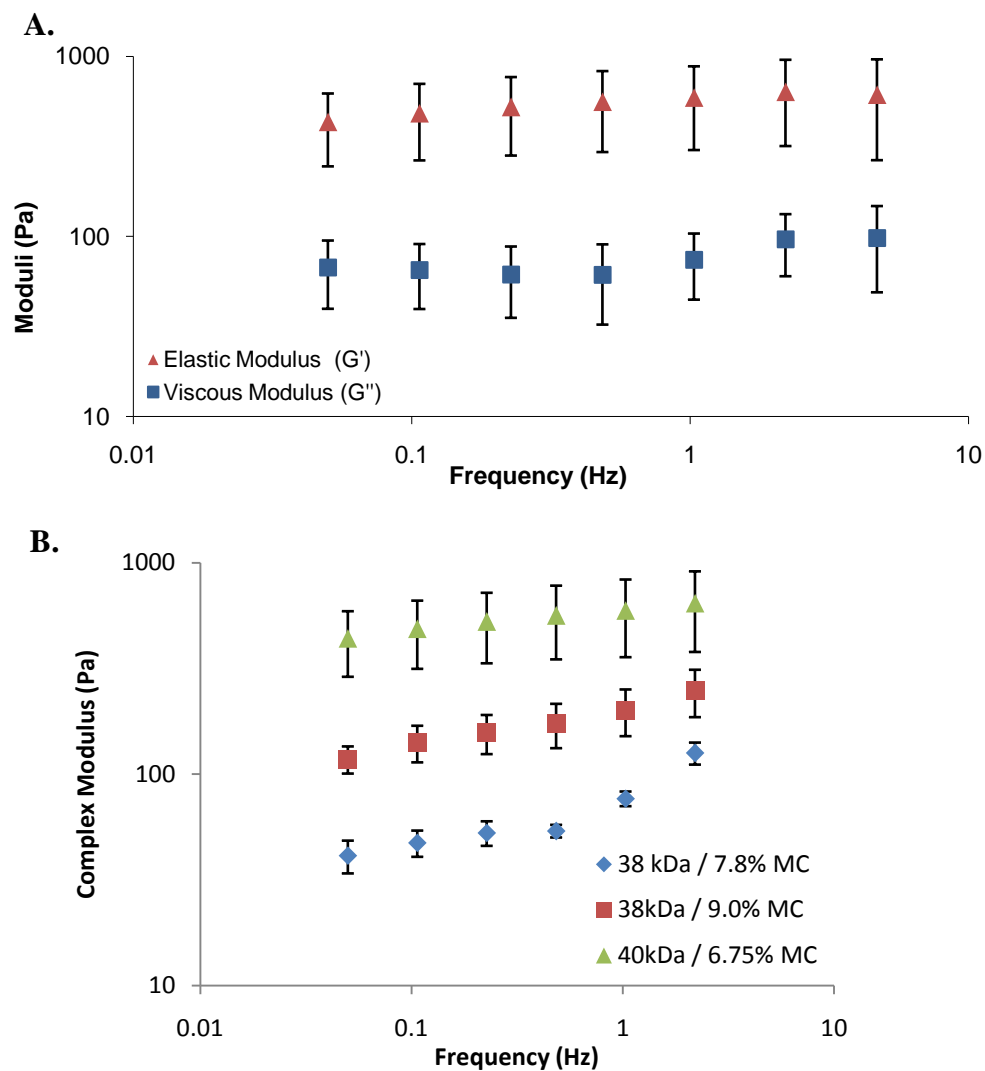 A.
1000
100
10
Moduli (Pa)
Elastic Modulus (G')
Viscous Modulus (G'')
0.01 0.1 1 10
Frequency (Hz)
B.
1000
100
10
Complex Modulus (Pa)
38 kDa / 7.8% MC
38kDa / 9.0% MC
40kDa / 6.75% MC
0.01 0.1 1 10
Frequency (Hz)